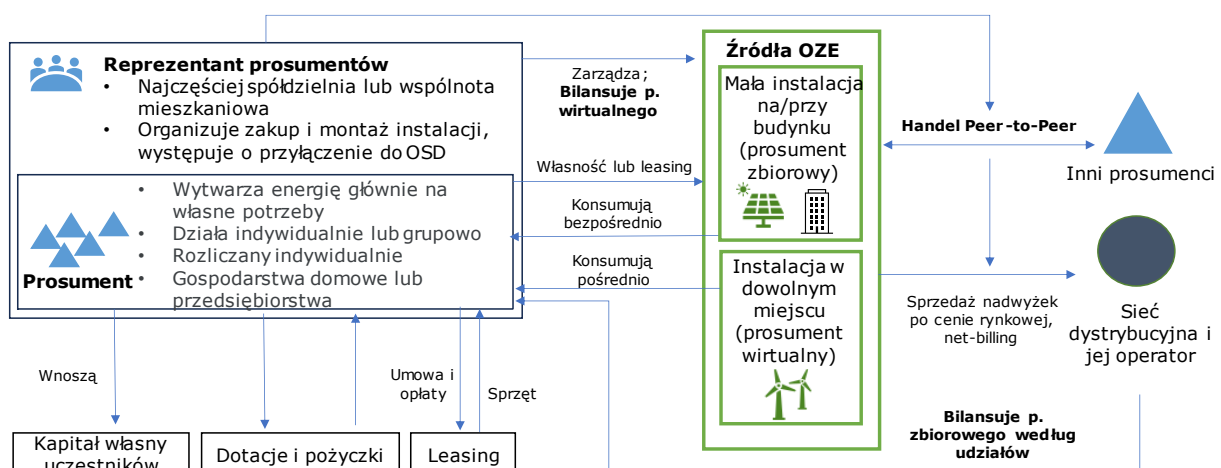 Reprezentant prosumentów
• Najczęściej spółdzielnia lub wspólnota
mieszkaniowa
• Organizuje zakup i montaż instalacji,
występuje o przyłączenie do OSD
Prosument
• Wytwarza energię głównie na
własne potrzeby
• Działa indywidualnie lub grupowo
• Rozliczany indywidualnie
• Gospodarstwa domowe lub
przedsiębiorstwa
Zarządza;
Bilansuje p.
wirtualnego
Własność lub leasing
Konsumują
bezpośrednio
Konsumują
pośrednio
Źródła OZE
Mała instalacja
na/przy
budynku
(prosument
zbiorowy)
Instalacja w
dowolnym
miejscu
(prosument
wirtualny)
Handel Peer-to-Peer
Inni prosumenci
Sprzedaż nadwyżek
po cenie rynkowej,
net-billing
Sieć
dystrybucyjna i
jej operator
Bilansuje p.
zbiorowego według
udziałów
Wnoszą
Umowa i
opłaty
Sprzęt
Kapitał własny
uczestników
Dotacje i pożyczki
Leasing